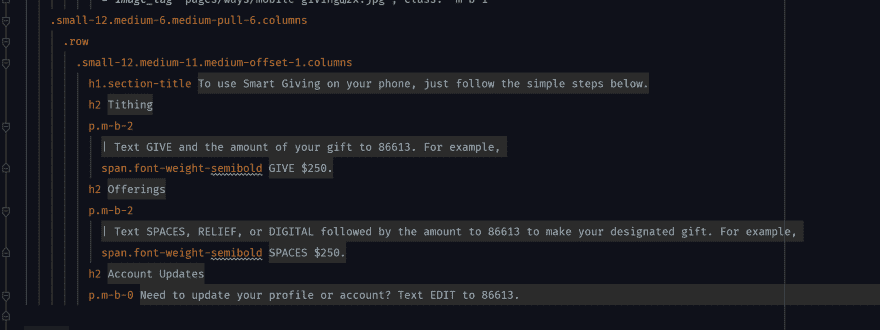 = image_tag "pages/ways/mobile-giving@2x.jpg", class: "m-b-1"
.small-12.medium-6.medium-pull-6.columns
.row
.small-12.medium-11.medium-offset-1.columns
h1.section-title To use Smart Giving on your phone, just follow the simple steps below.
h2 Tithing
p.m-b-2
| Text GIVE and the amount of your gift to 86613. For example,
span.font-weight-semibold GIVE $250.
h2 Offerings
p.m-b-2
| Text SPACES, RELIEF, or DIGITAL followed by the amount to 86613 to make your designated gift. For example,
span.font-weight-semibold SPACES $250.
h2 Account Updates
p.m-b-0 Need to update your profile or account? Text EDIT to 86613.